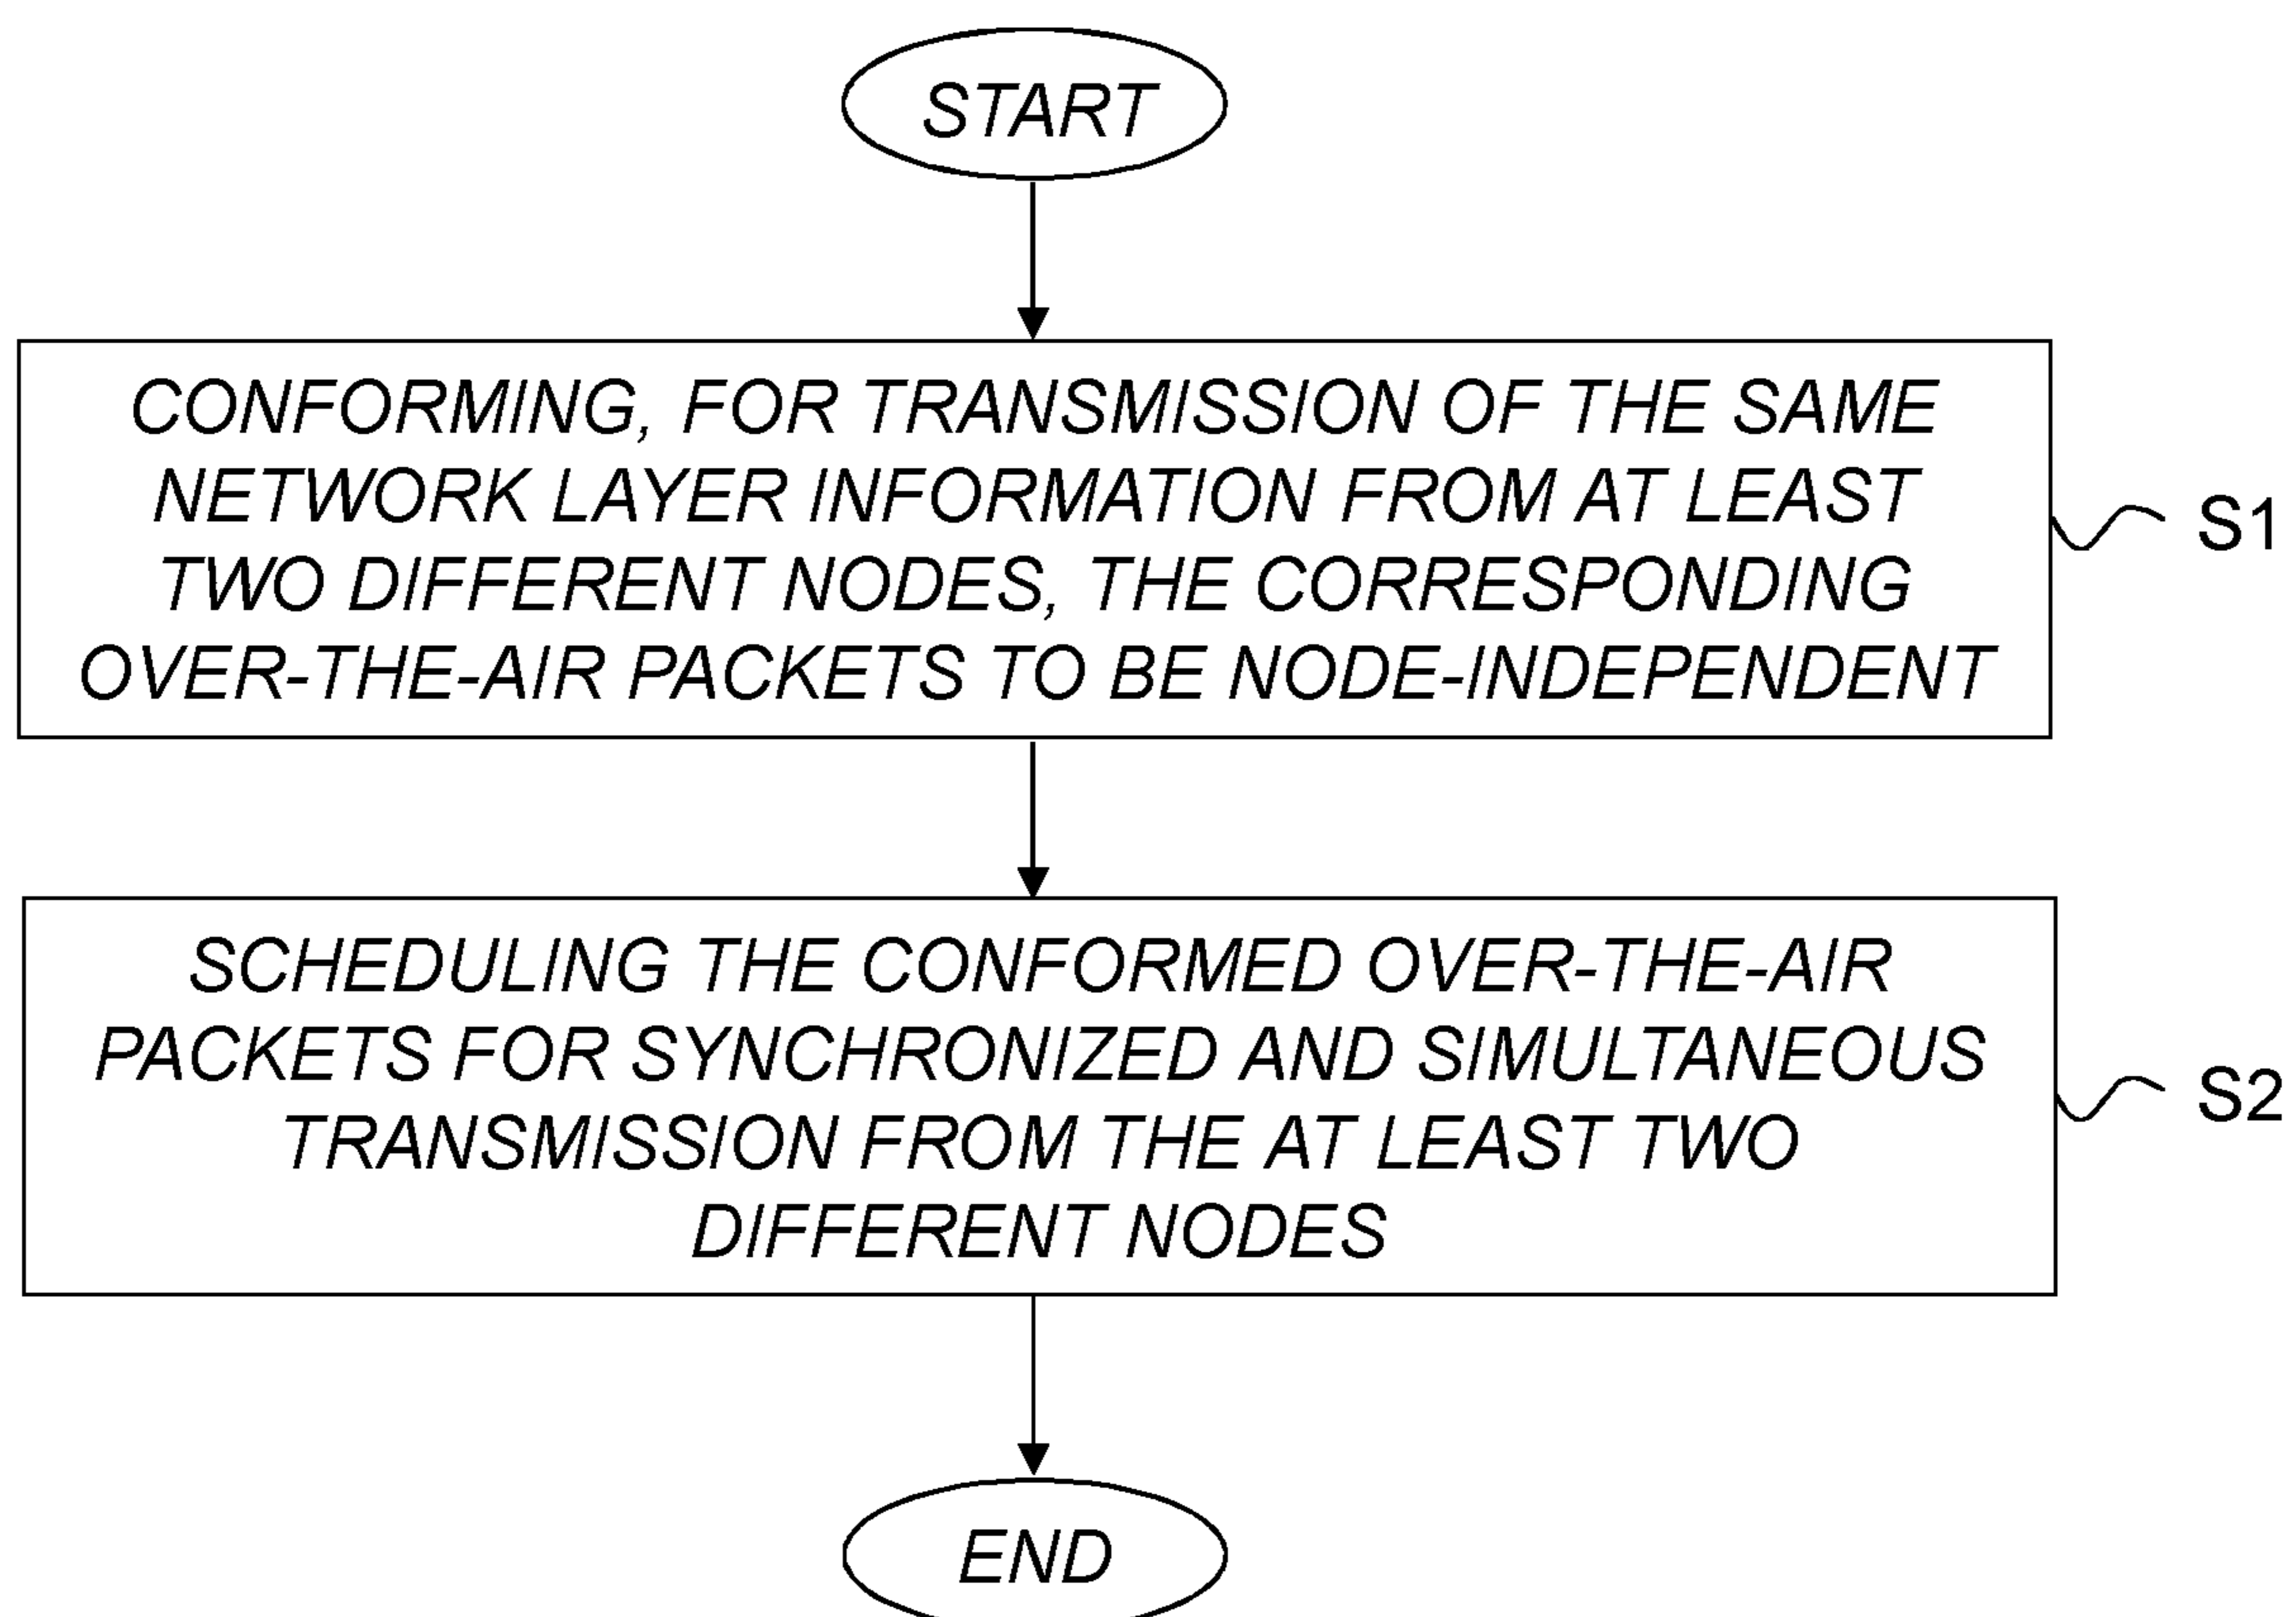 START
CONFORMING, FOR TRANSMISSION OF THE SAME
NETWORK LAYER INFORMATION FROM AT LEAST
TWO DIFFERENT NODES, THE CORRESPONDING
OVER-THE-AIR PACKETS TO BE NODE-INDEPENDENT
S1
SCHEDULING THE CONFORMED OVER-THE-AIR
PACKETS FOR SYNCHRONIZED AND SIMULTANEOUS
TRANSMISSION FROM THE AT LEAST TWO
DIFFERENT NODES
S2
END